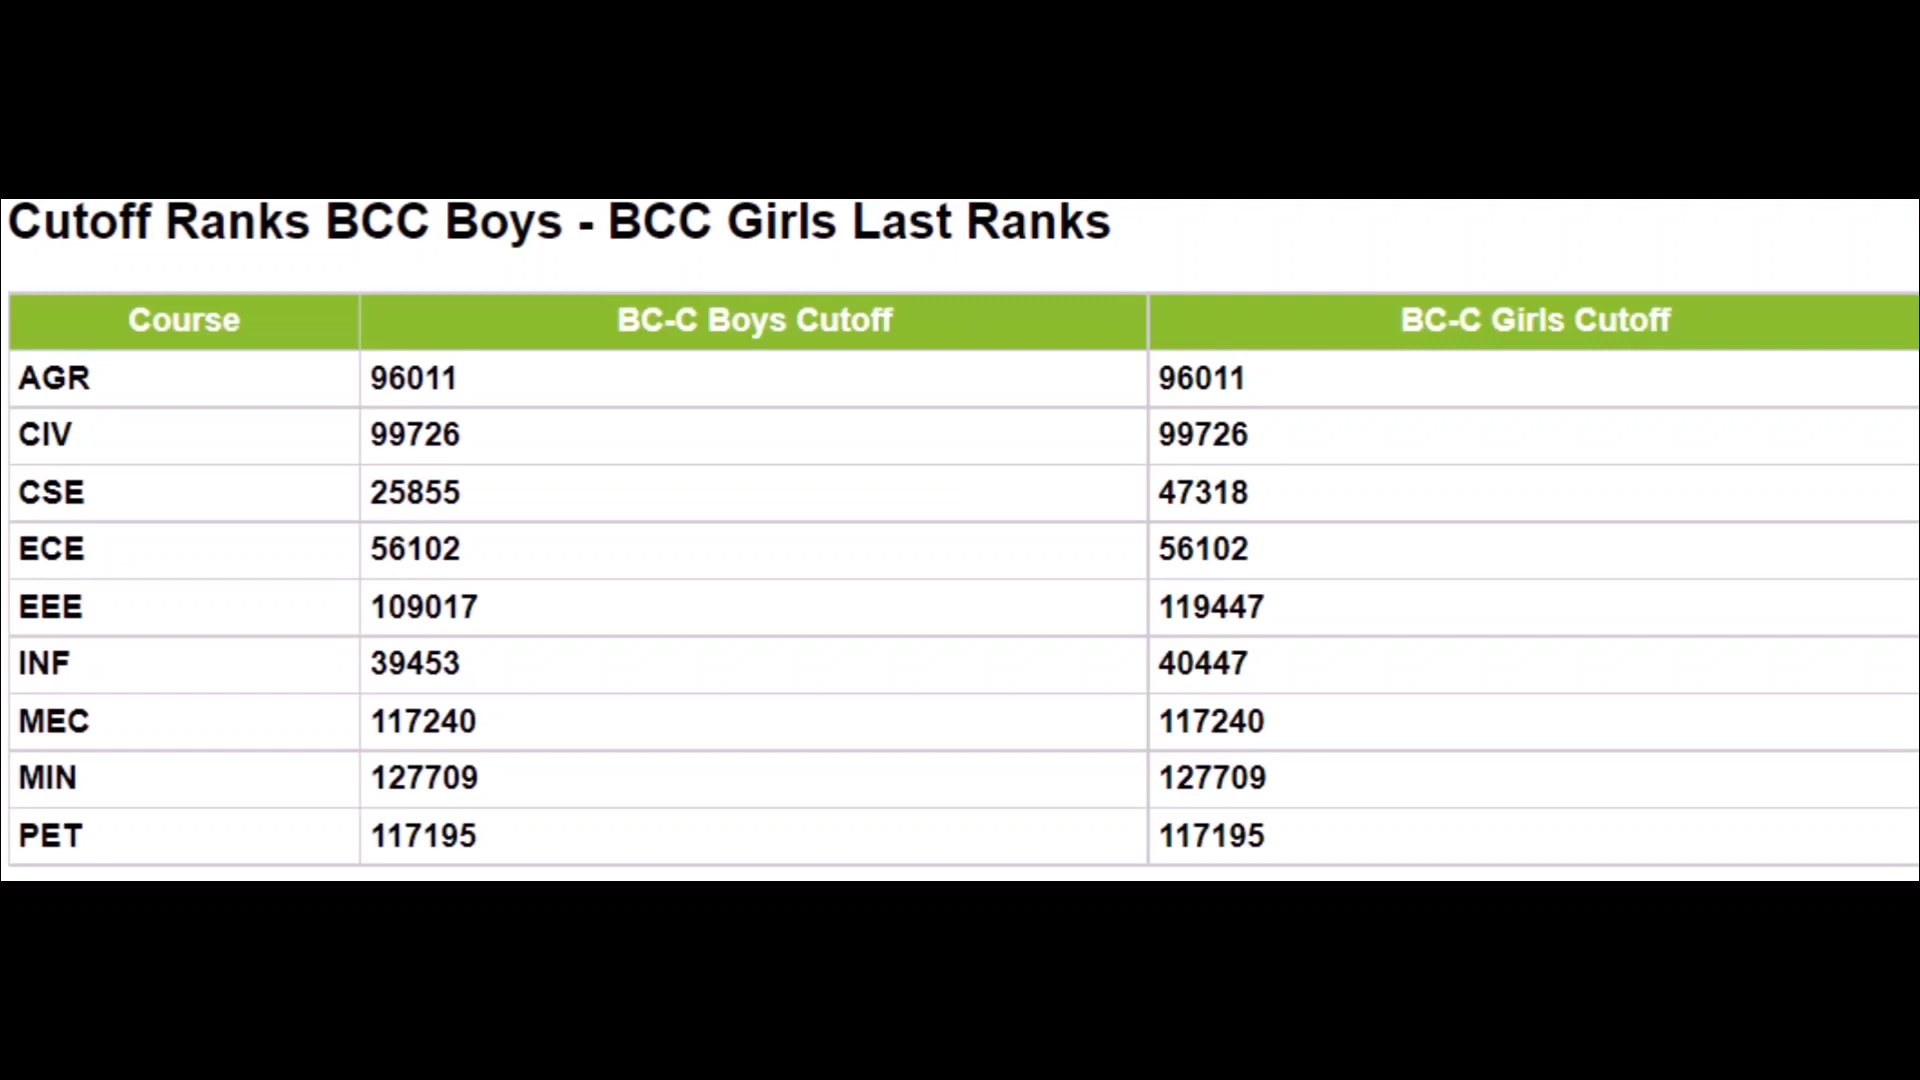 Cutoff Ranks BCC Boys - BCC Girls Last Ranks
Course BC-C Boys Cutoff BC-C Girls Cutoff
AGR 96011 96011
CIV 99726 99726
CSE 25855 47318
ECE 56102 56102
EEE 109017 119447
INF 39453 40447
MEC 117240 117240
MIN 127709 127709
PET 117195 117195